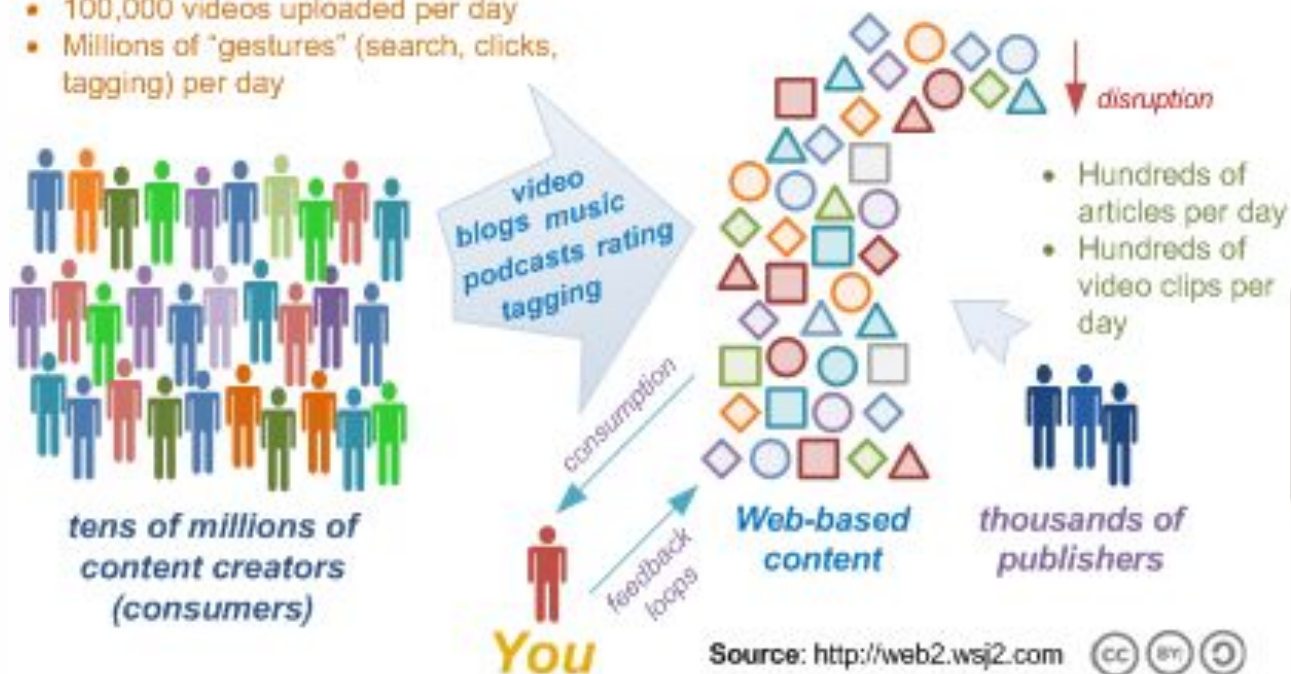 • 100,000 videos uploaded per day
• Millions of "gestures" (search, clicks,
tagging) per day
disruption
video
blogs music
podcasts rating
tagging
• Hundreds of
articles per day
• Hundreds of
video clips per
day
consumption
feedback
loops
tens of millions of
content creators
(consumers)
Web-based
content
thousands of
publishers
You
Source: http://web2.wsj2.com
cc BY: